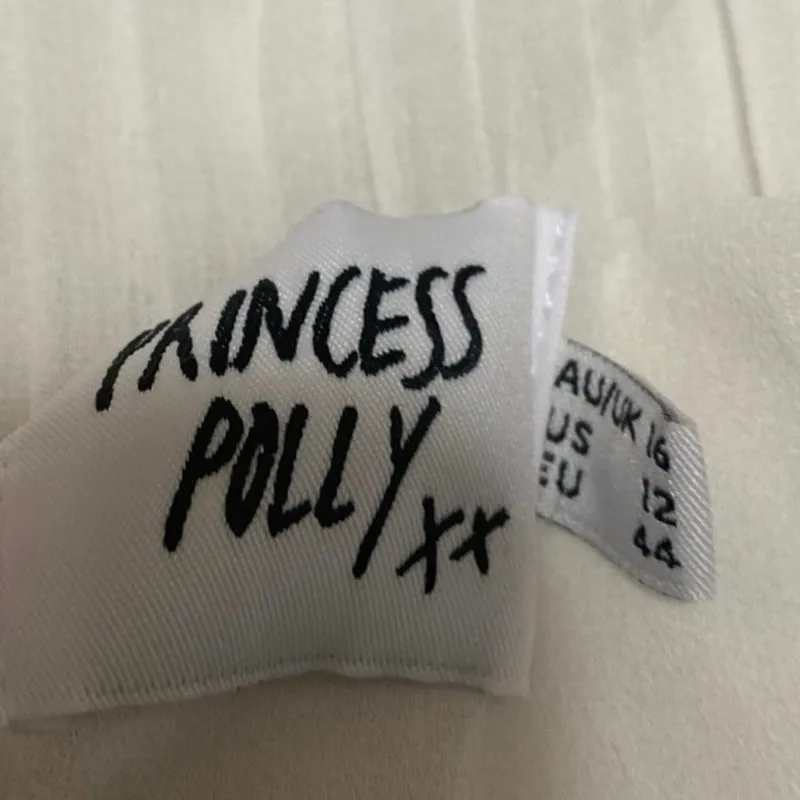 PRINCESS
POLLY xx
AU/UK 16
US 12
EU 44